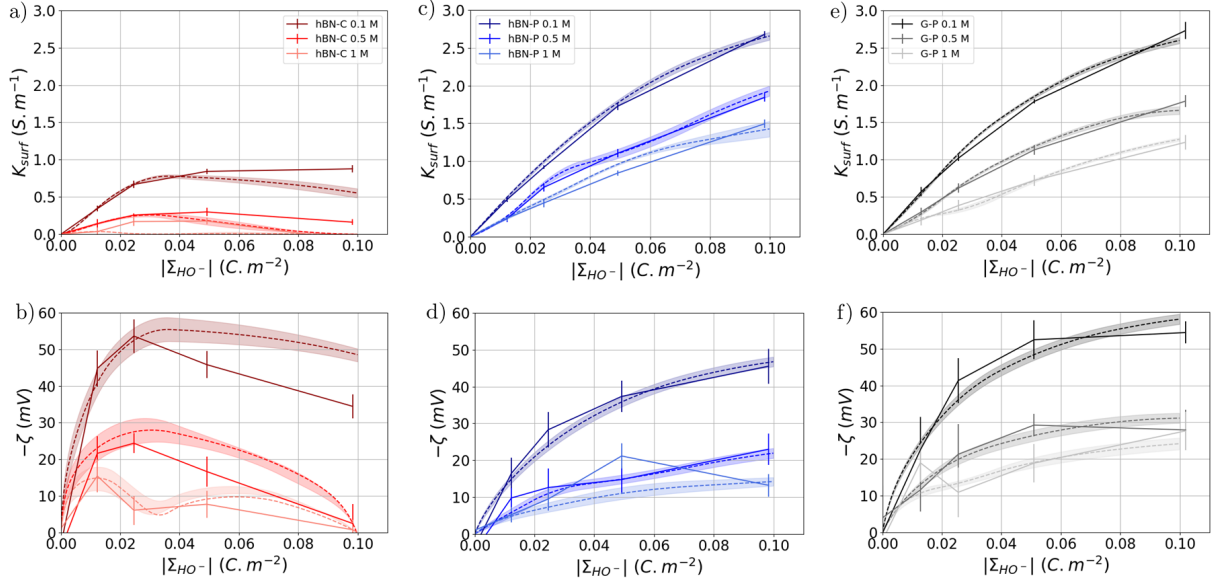 a)
K_surf (S.m⁻¹)
3.0
2.5
2.0
1.5
1.0
0.5
0.0
hBN-C 0.1 M
hBN-C 0.5 M
hBN-C 1 M
0.00 0.02 0.04 0.06 0.08 0.10
|Σ_HO⁻| (C.m⁻²)
c)
K_surf (S.m⁻¹)
3.0
2.5
2.0
1.5
1.0
0.5
0.0
hBN-P 0.1 M
hBN-P 0.5 M
hBN-P 1 M
0.00 0.02 0.04 0.06 0.08 0.10
|Σ_HO⁻| (C.m⁻²)
e)
K_surf (S.m⁻¹)
3.0
2.5
2.0
1.5
1.0
0.5
0.0
G-P 0.1 M
G-P 0.5 M
G-P 1 M
0.00 0.02 0.04 0.06 0.08 0.10
|Σ_HO⁻| (C.m⁻²)
b)
−ζ (mV)
60
50
40
30
20
10
0
0.00 0.02 0.04 0.06 0.08 0.10
|Σ_HO⁻| (C.m⁻²)
d)
−ζ (mV)
60
50
40
30
20
10
0
0.00 0.02 0.04 0.06 0.08 0.10
|Σ_HO⁻| (C.m⁻²)
f)
−ζ (mV)
60
50
40
30
20
10
0
0.00 0.02 0.04 0.06 0.08 0.10
|Σ_HO⁻| (C.m⁻²)